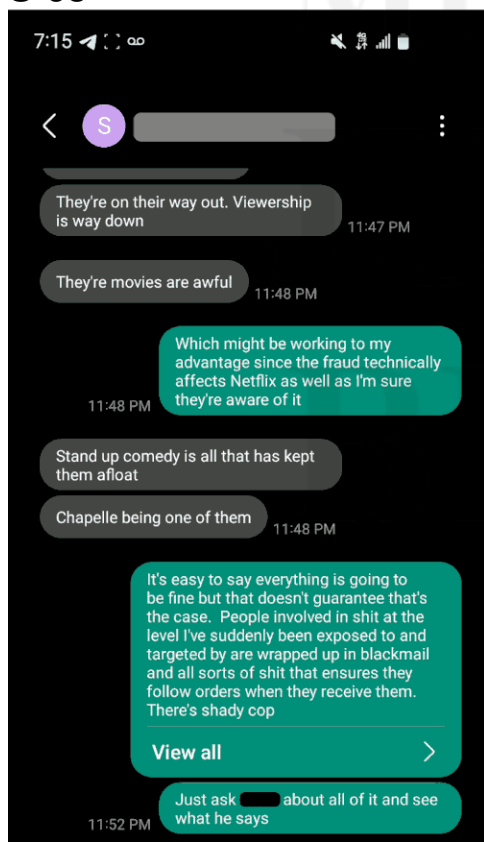 7:15
S
They're on their way out. Viewership
is way down
11:47 PM
They're movies are awful
11:48 PM
Which might be working to my
advantage since the fraud technically
affects Netflix as well as I'm sure
they're aware of it
11:48 PM
Stand up comedy is all that has kept
them afloat
Chapelle being one of them
11:48 PM
It's easy to say everything is going to
be fine but that doesn't guarantee that's
the case.  People involved in shit at the
level I've suddenly been exposed to and
targeted by are wrapped up in blackmail
and all sorts of shit that ensures they
follow orders when they receive them.
There's shady cop
View all
Just ask about all of it and see
what he says
11:52 PM